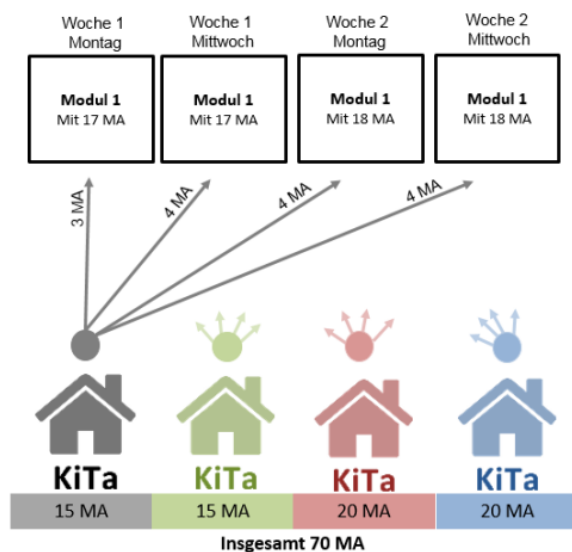 Woche 1
Montag
Woche 1
Mittwoch
Woche 2
Montag
Woche 2
Mittwoch
Modul 1
Mit 17 MA
Modul 1
Mit 17 MA
Modul 1
Mit 18 MA
Modul 1
Mit 18 MA
3 MA
4 MA
4 MA
4 MA
KiTa
KiTa
KiTa
KiTa
15 MA
15 MA
20 MA
20 MA
Insgesamt 70 MA